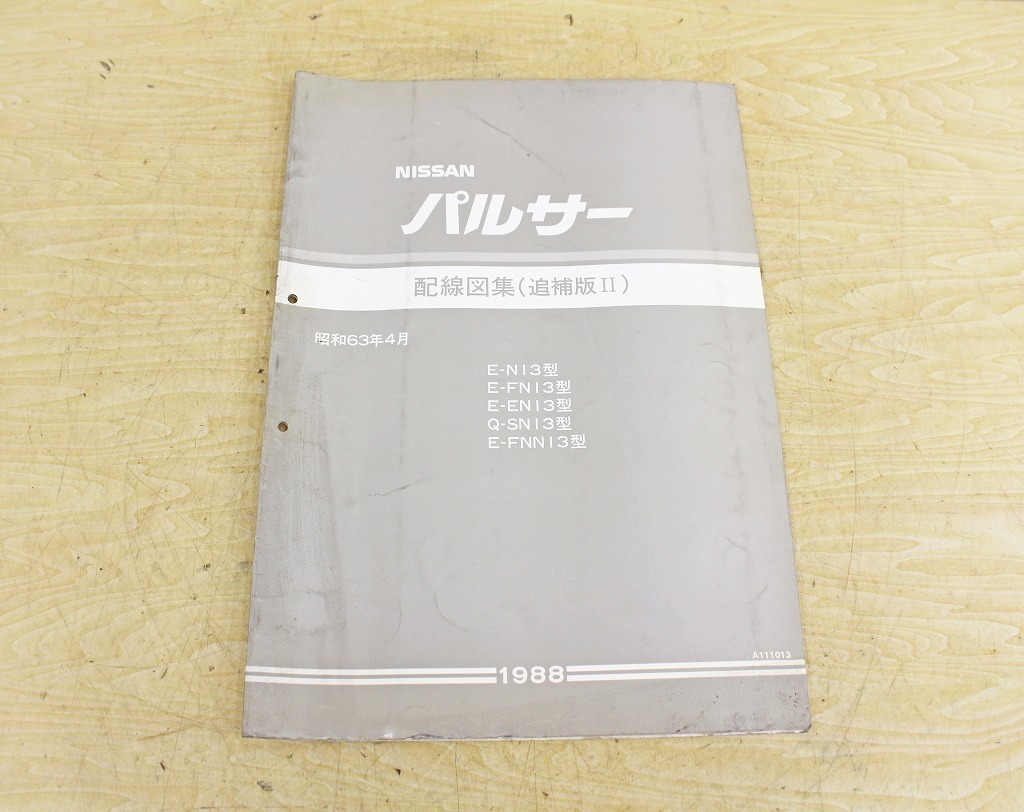 NISSAN
パルサー
配線図集(追補版II)
昭和63年4月
E-N13型
E-FN13型
E-EN13型
Q-SN13型
E-FNN13型
A111013
1988